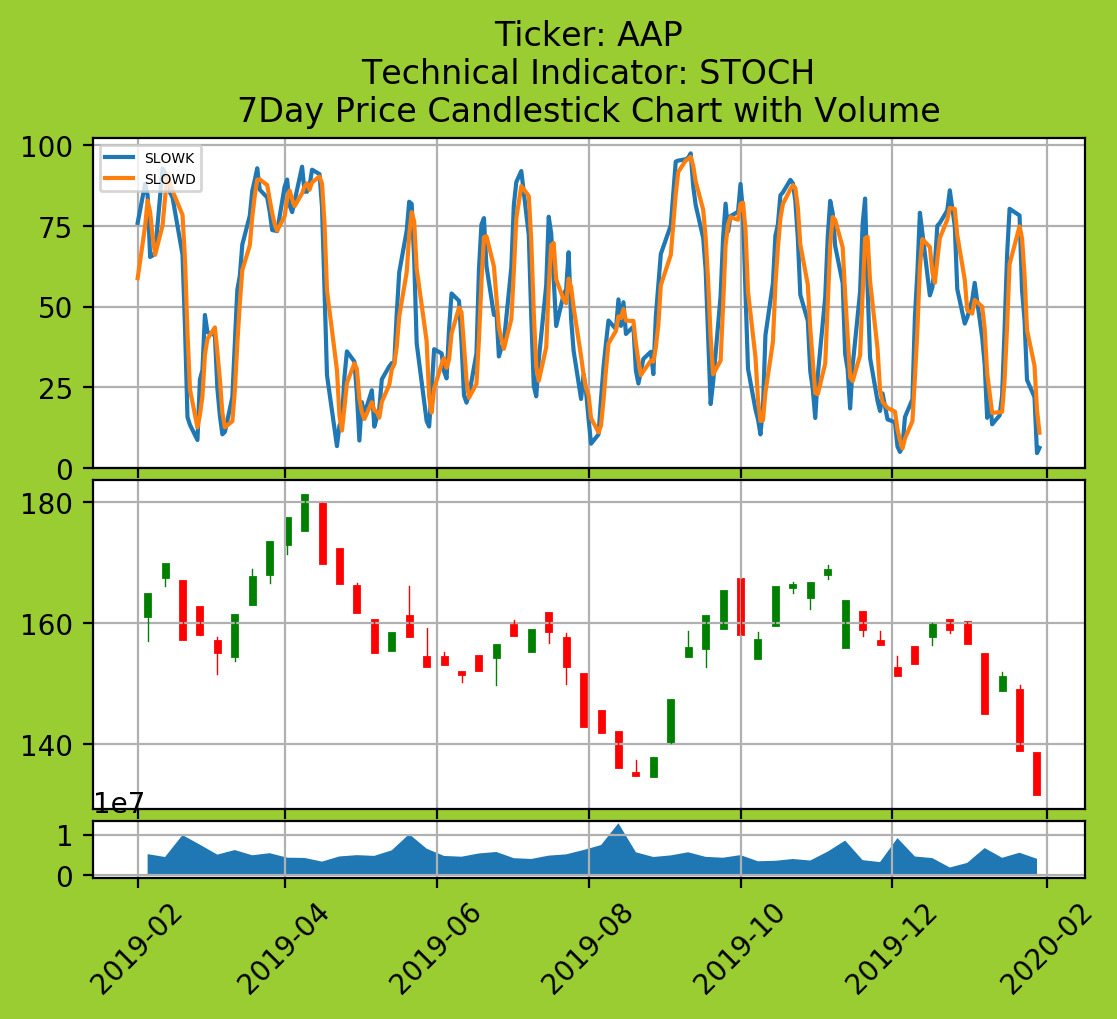 Ticker: AAP
Technical Indicator: STOCH
7Day Price Candlestick Chart with Volume
100
75
50
25
0
SLOWK
SLOWD
180
160
140
1e7
1
0
2019-02
2019-04
2019-06
2019-08
2019-10
2019-12
2020-02